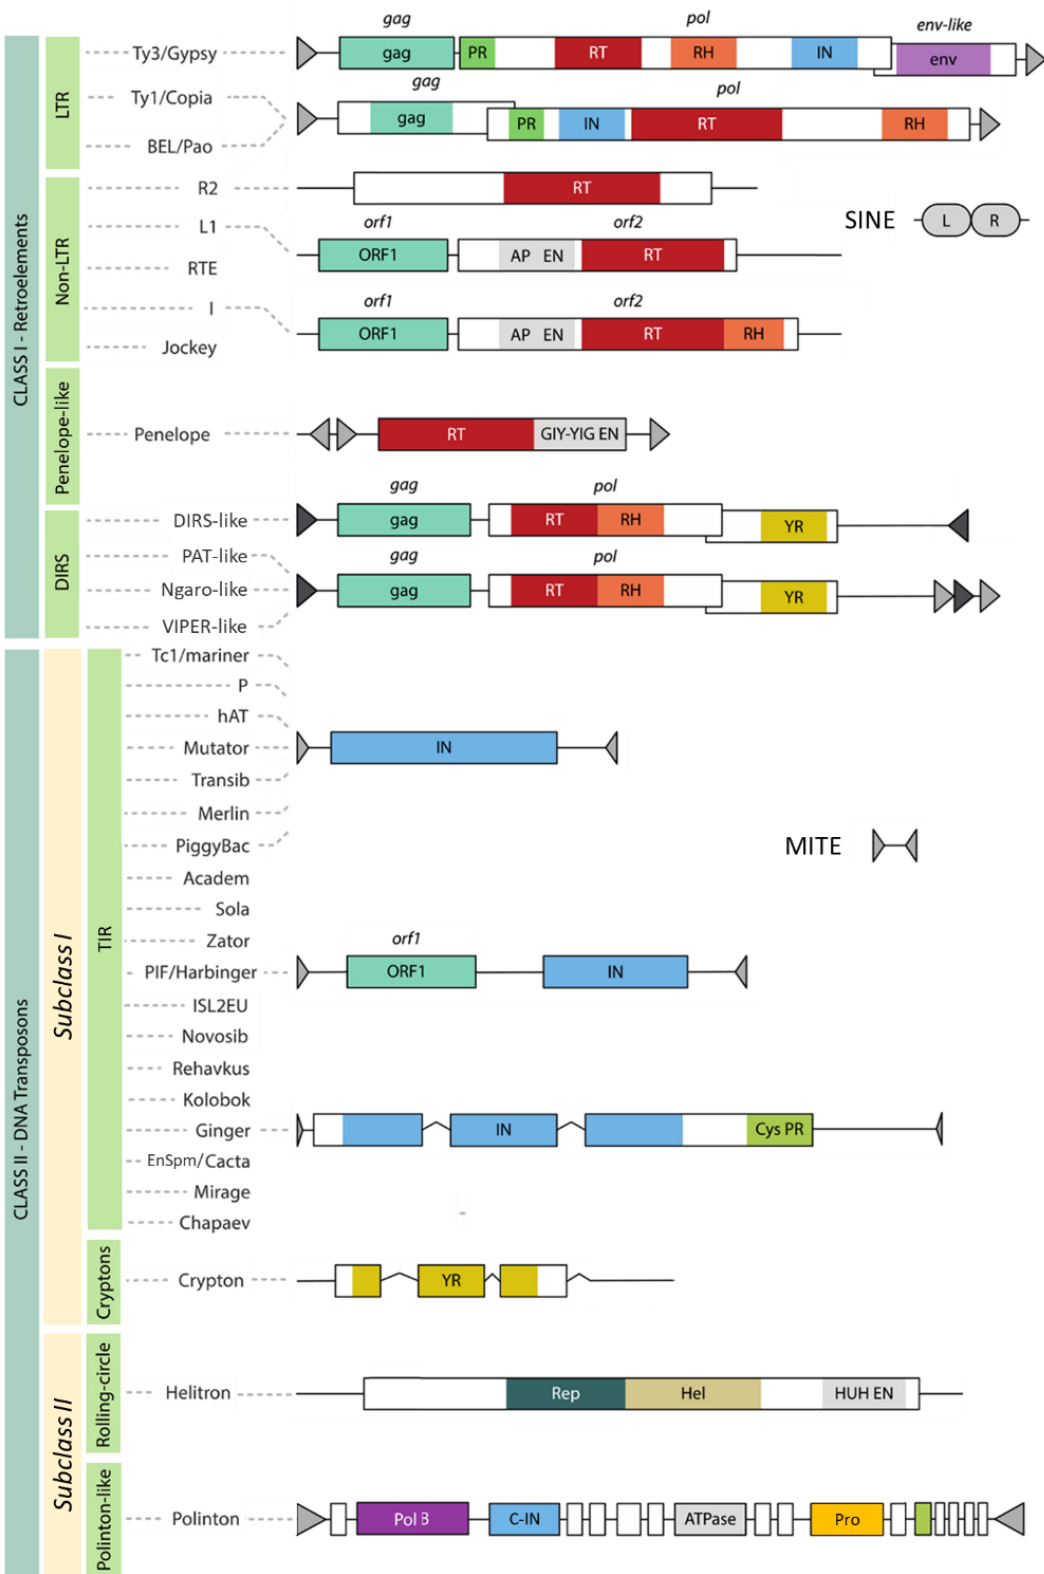 gag pol env-like
Ty3/Gypsy gag PR RT RH IN env
gag pol
Ty1/Copia gag PR IN RT RH
BEL/Pao
LTR
R2 RT
SINE L R
L1 orf1 orf2
ORF1 AP EN RT
RTE
I orf1 orf2
ORF1 AP EN RT RH
Jockey
Non-LTR
CLASS I - Retroelements
Penelope RT GIY-YIG EN
Penelope-like
gag pol
DIRS-like gag RT RH YR
PAT-like gag pol
Ngaro-like gag RT RH YR
VIPER-like
DIRS
Tc1/mariner
P
hAT
Mutator IN
Transib
Merlin
PiggyBac
MITE
Academ
Sola
Zator orf1
PIF/Harbinger ORF1 IN
ISL2EU
Novosib
Rehavkus
Kolobok
Ginger IN Cys PR
EnSpm/Cacta
Mirage
Chapaev
-
TIR
Subclass I
Crypton YR
Cryptons
CLASS II - DNA Transposons
Helitron Rep Hel HUH EN
Rolling-circle
Subclass II
Polinton Pol B C-IN ATPase Pro
Polinton-like